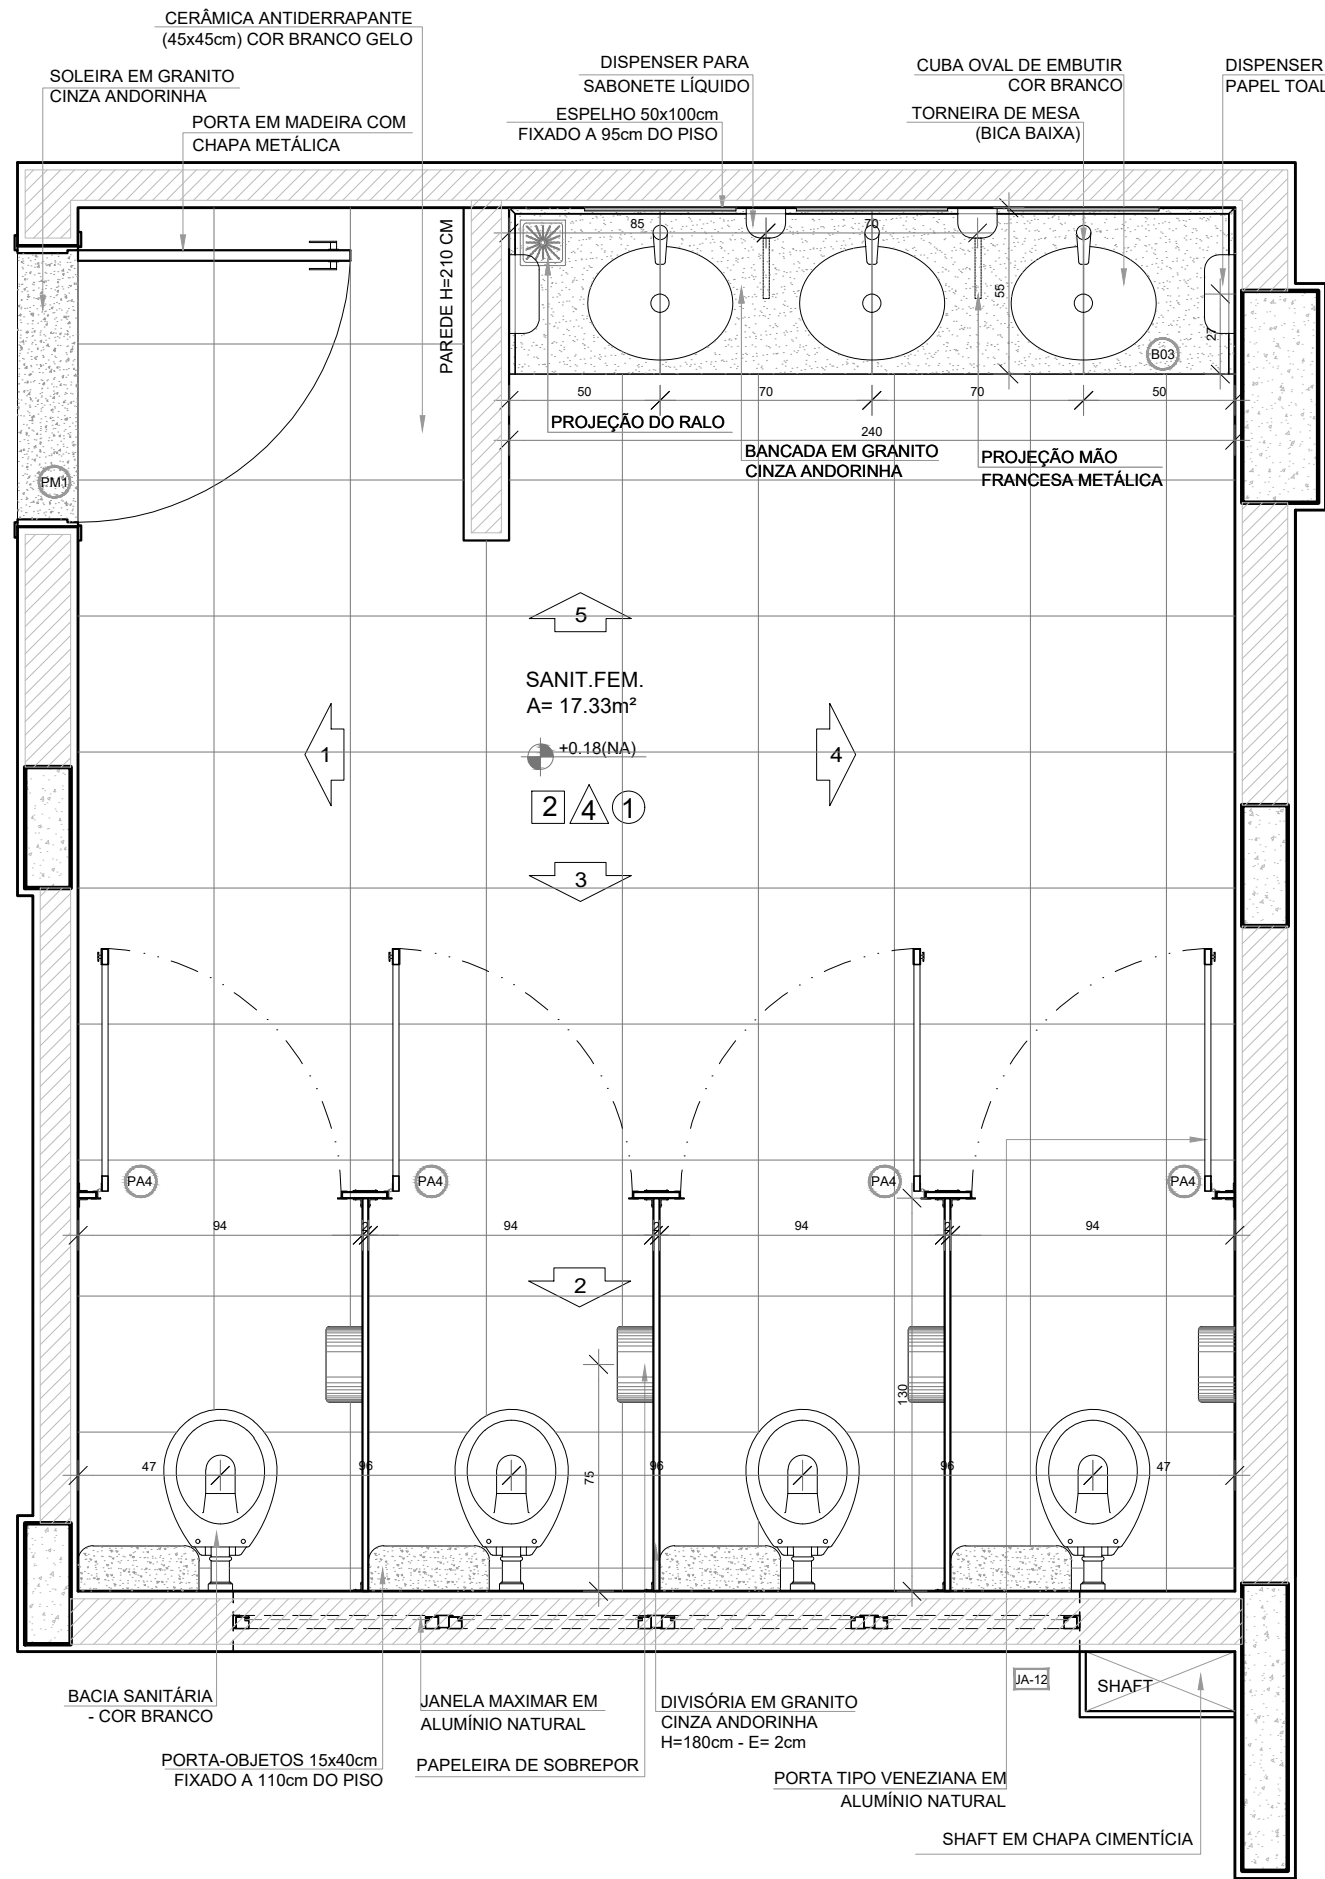 CERÂMICA ANTIDERRAPANTE
(45x45cm) COR BRANCO GELO
SOLEIRA EM GRANITO
CINZA ANDORINHA
PORTA EM MADEIRA COM
CHAPA METÁLICA
DISPENSER PARA
SABONETE LÍQUIDO
ESPELHO 50x100cm
FIXADO A 95cm DO PISO
CUBA OVAL DE EMBUTIR
COR BRANCO
TORNEIRA DE MESA
(BICA BAIXA)
DISPENSER
PAPEL TOAL
PAREDE H=210 CM
85
70
55
27
B03
50
70
70
50
PROJEÇÃO DO RALO
240
BANCADA EM GRANITO
CINZA ANDORINHA
PROJEÇÃO MÃO
FRANCESA METÁLICA
PM1
5
SANIT.FEM.
A= 17.33m²
+0.18(NA)
1
4
2 4 1
3
PA4
PA4
PA4
PA4
94
2
94
2
94
2
94
2
130
75
47
96
96
96
47
BACIA SANITÁRIA
- COR BRANCO
PORTA-OBJETOS 15x40cm
FIXADO A 110cm DO PISO
JANELA MAXIMAR EM
ALUMÍNIO NATURAL
PAPELEIRA DE SOBREPOR
DIVISÓRIA EM GRANITO
CINZA ANDORINHA
H=180cm - E= 2cm
JA-12
SHAFT
PORTA TIPO VENEZIANA EM
ALUMÍNIO NATURAL
SHAFT EM CHAPA CIMENTÍCIA